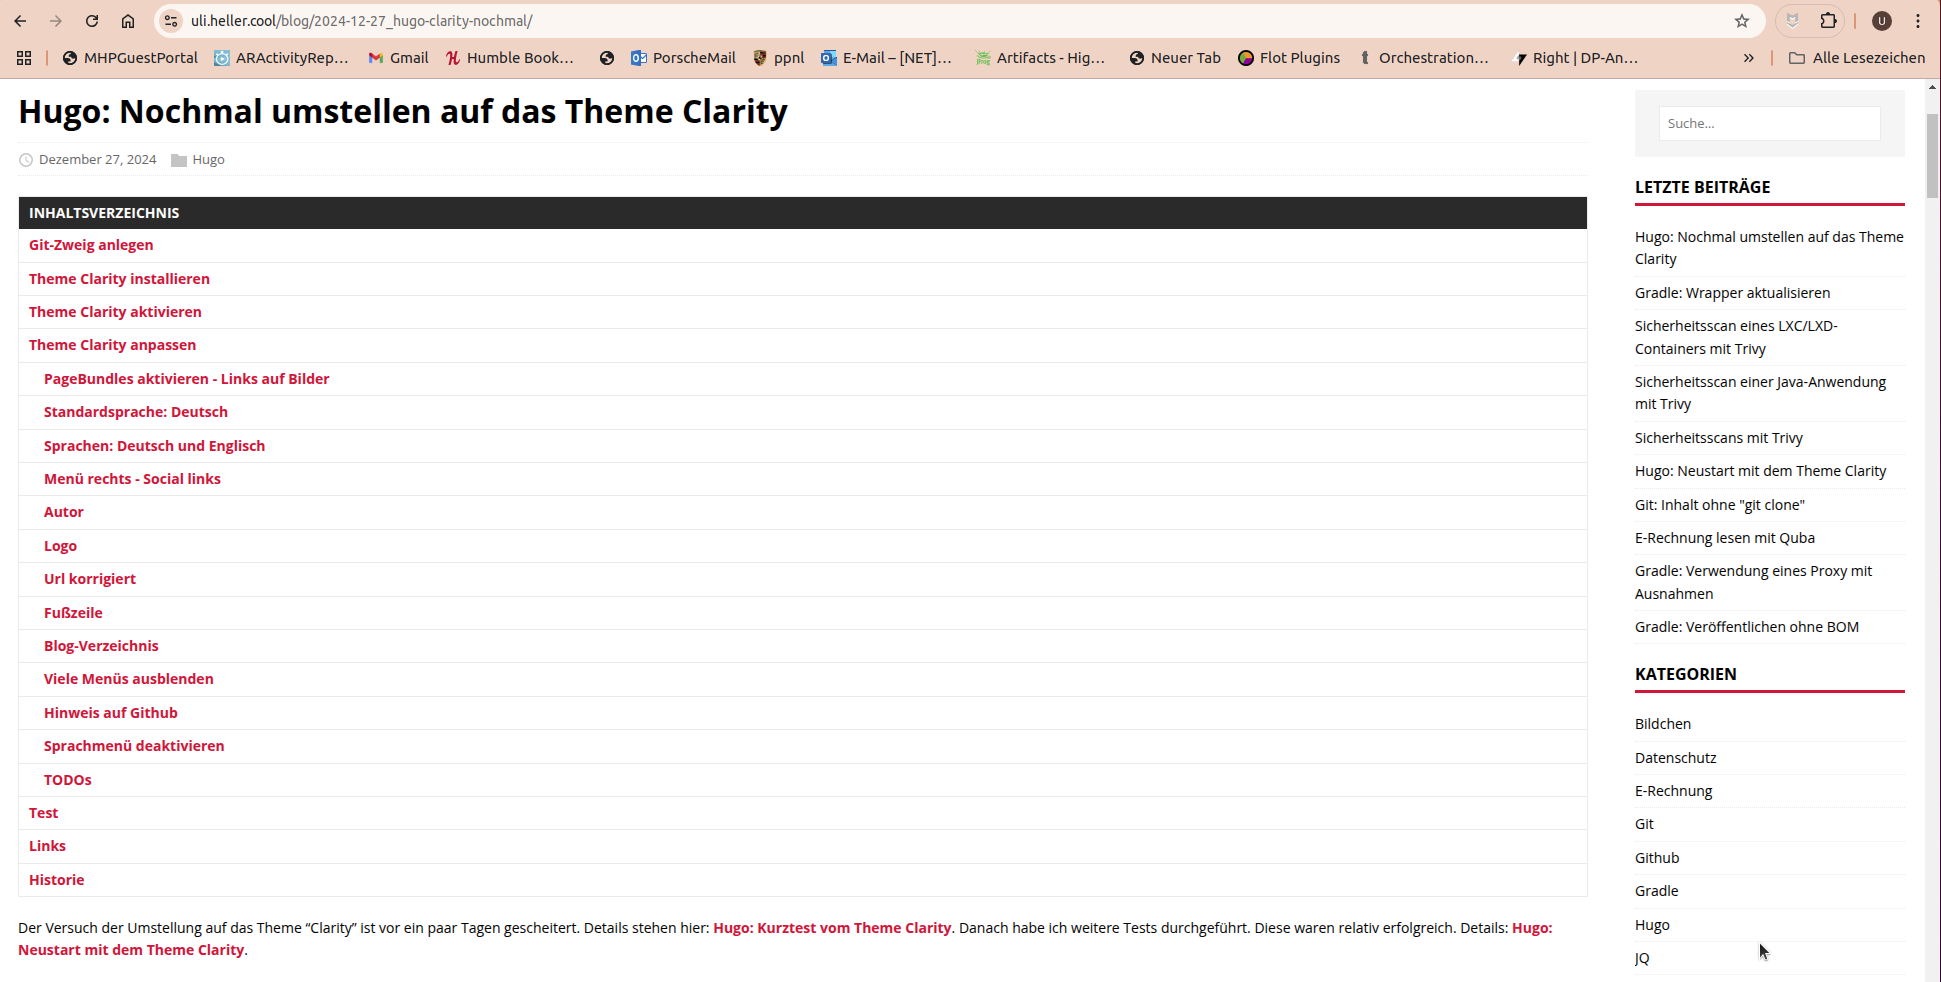 uli.heller.cool/blog/2024-12-27_hugo-clarity-nochmal/
U
MHPGuestPortal
ARActivityRep...
Gmail
Humble Book...
PorscheMail
ppnl
E-Mail – [NET]...
Artifacts - Hig...
Neuer Tab
Flot Plugins
Orchestration...
Right | DP-An...
Alle Lesezeichen
Hugo: Nochmal umstellen auf das Theme Clarity
Dezember 27, 2024
Hugo
INHALTSVERZEICHNIS
Git-Zweig anlegen
Theme Clarity installieren
Theme Clarity aktivieren
Theme Clarity anpassen
PageBundles aktivieren - Links auf Bilder
Standardsprache: Deutsch
Sprachen: Deutsch und Englisch
Menü rechts - Social links
Autor
Logo
Url korrigiert
Fußzeile
Blog-Verzeichnis
Viele Menüs ausblenden
Hinweis auf Github
Sprachmenü deaktivieren
TODOs
Test
Links
Historie
Der Versuch der Umstellung auf das Theme “Clarity” ist vor ein paar Tagen gescheitert. Details stehen hier: Hugo: Kurztest vom Theme Clarity. Danach habe ich weitere Tests durchgeführt. Diese waren relativ erfolgreich. Details: Hugo:
Neustart mit dem Theme Clarity.
Suche...
LETZTE BEITRÄGE
Hugo: Nochmal umstellen auf das Theme
Clarity
Gradle: Wrapper aktualisieren
Sicherheitsscan eines LXC/LXD-
Containers mit Trivy
Sicherheitsscan einer Java-Anwendung
mit Trivy
Sicherheitsscans mit Trivy
Hugo: Neustart mit dem Theme Clarity
Git: Inhalt ohne "git clone"
E-Rechnung lesen mit Quba
Gradle: Verwendung eines Proxy mit
Ausnahmen
Gradle: Veröffentlichen ohne BOM
KATEGORIEN
Bildchen
Datenschutz
E-Rechnung
Git
Github
Gradle
Hugo
JQ